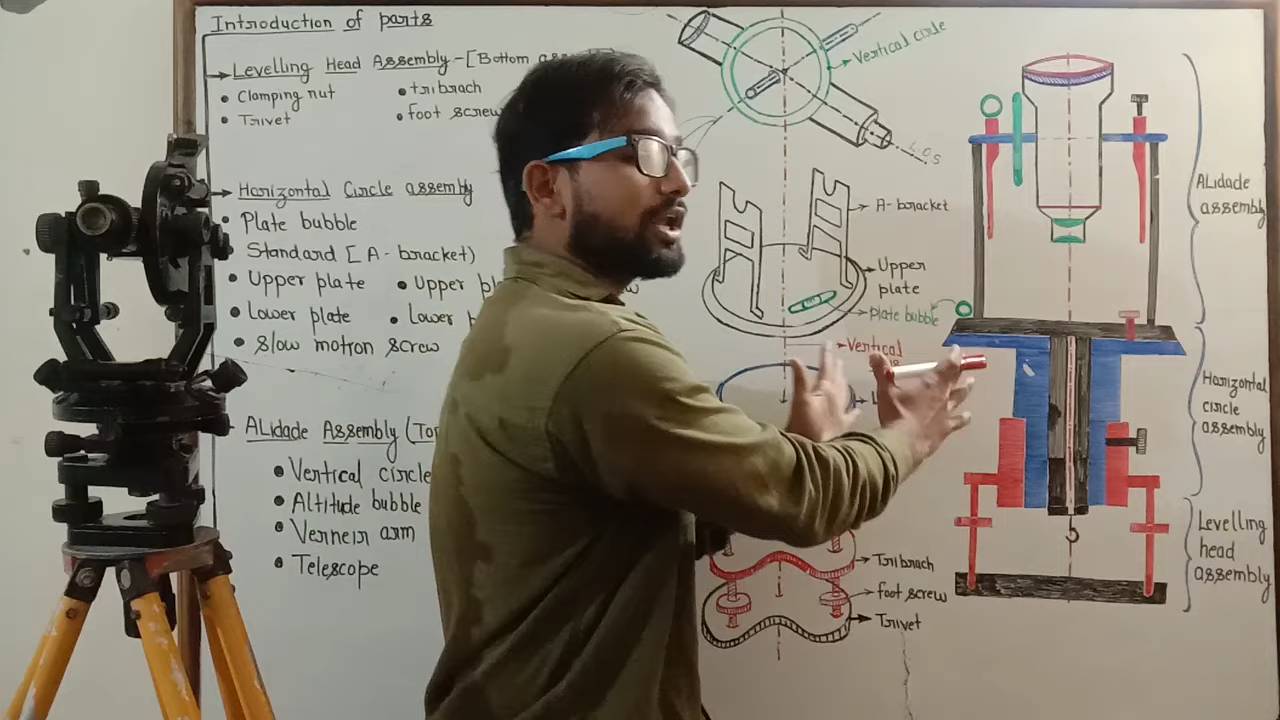 Introduction of parts
Levelling Head Assembly - [Bottom
• Clamping nut
• tribrach
• Trivet
• foot screw
Horizontal Circle assembly
• Plate bubble
• Standard [A- bracket)
• Upper plate
• Upper
• Lower plate
• Lower
• Slow motion screw
ALidade Assembly
• Vertical circle
• Altitude bubble
• Verneir arm
• Telescope
Vertical circle
L.O.S
A-bracket
Upper
plate
plate bubble
Vertical
Tribrach
foot screw
Trivet
ALidade
assembly
Horizontal
circle
assembly
Levelling
head
assembly